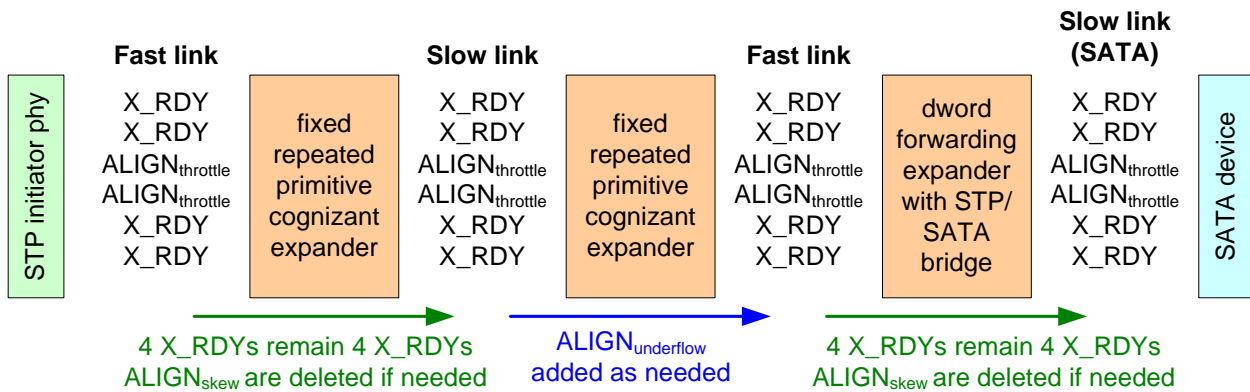 Fast link
Slow link
Fast link
Slow link
(SATA)
STP initiator phy
X_RDY
X_RDY
ALIGNthrottle
ALIGNthrottle
X_RDY
X_RDY
fixed
repeated
primitive
cognizant
expander
X_RDY
X_RDY
ALIGNthrottle
ALIGNthrottle
X_RDY
X_RDY
fixed
repeated
primitive
cognizant
expander
X_RDY
X_RDY
ALIGNthrottle
ALIGNthrottle
X_RDY
X_RDY
dword
forwarding
expander
with STP/
SATA
bridge
X_RDY
X_RDY
ALIGNthrottle
ALIGNthrottle
X_RDY
X_RDY
SATA device
4 X_RDYs remain 4 X_RDYs
ALIGNskew are deleted if needed
ALIGNunderflow
added as needed
4 X_RDYs remain 4 X_RDYs
ALIGNskew are deleted if needed